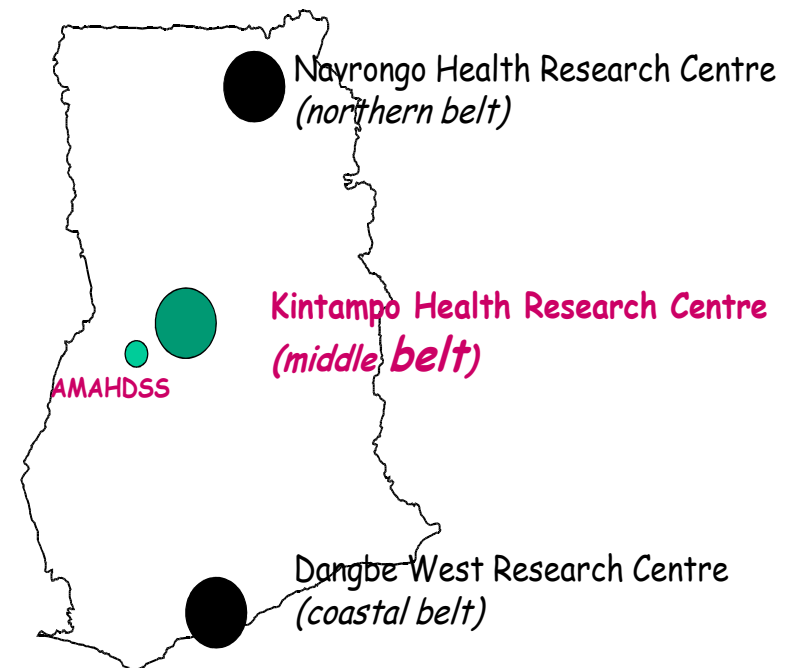 Navrongo Health Research Centre
(northern belt)
Kintampo Health Research Centre
(middle belt)
AMAHDSS
Dangbe West Research Centre
(coastal belt)